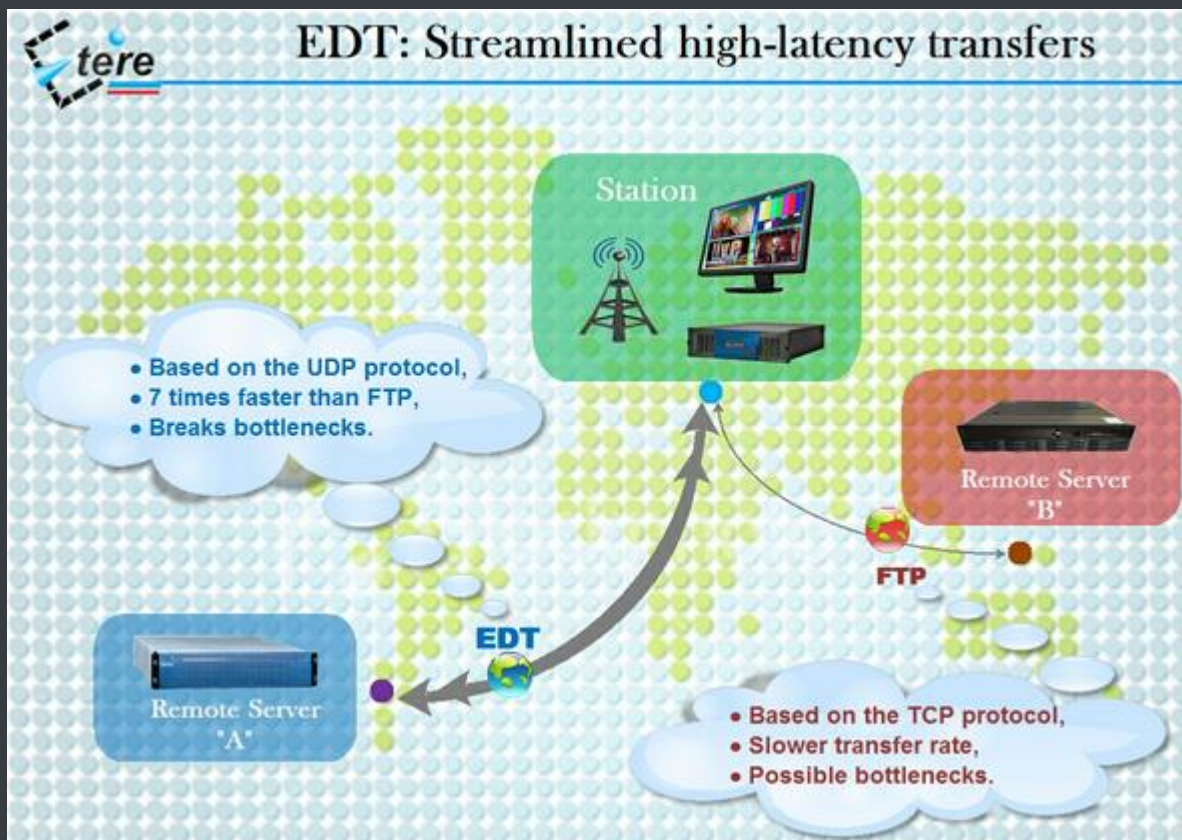 Etere
EDT: Streamlined high-latency transfers
Station
• Based on the UDP protocol,
• 7 times faster than FTP,
• Breaks bottlenecks.
Remote Server
"B"
FTP
EDT
Remote Server
"A"
• Based on the TCP protocol,
• Slower transfer rate,
• Possible bottlenecks.